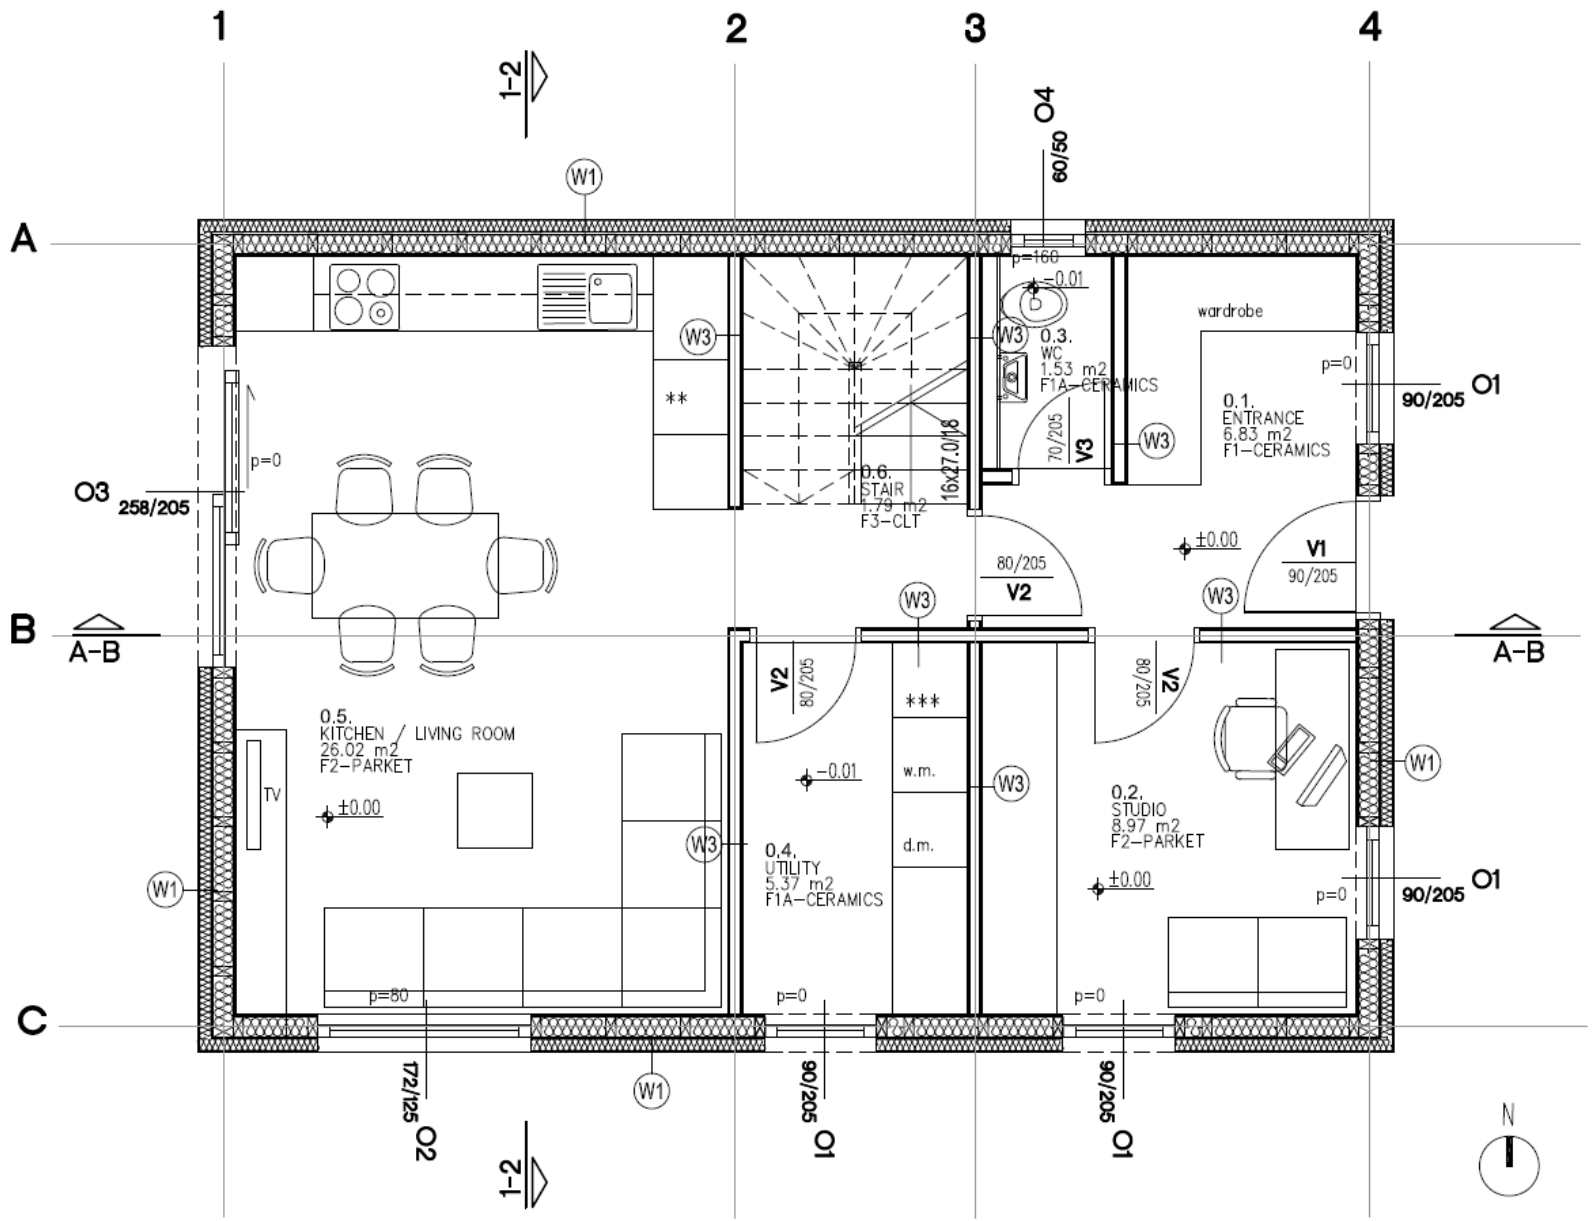 1
2
3
4
1-2
O4
60/50
W1
A
p=160
-0.01
wardrobe
W3
W3
0.3.
WC
1.53 m2
F1A-CERAMICS
p=0
O1
90/205
**
0.1.
ENTRANCE
6.83 m2
F1-CERAMICS
70/205
V3
W3
16x27.0/18
p=0
O3
258/205
0.6.
STAIR
1.79 m2
F3-CLT
±0.00
V1
90/205
80/205
V2
W3
W3
B
A-B
A-B
V2
80/205
80/205
V2
***
0.5.
KITCHEN / LIVING ROOM
26.02 m2
F2-PARKET
TV
±0.00
-0.01
w.m.
W3
W1
0.2.
STUDIO
8.97 m2
F2-PARKET
W3
d.m.
0.4.
UTILITY
5.37 m2
F1A-CERAMICS
W1
±0.00
p=0
O1
90/205
p=80
p=0
p=0
C
W1
172/125
O2
90/205
O1
90/205
O1
1-2
N